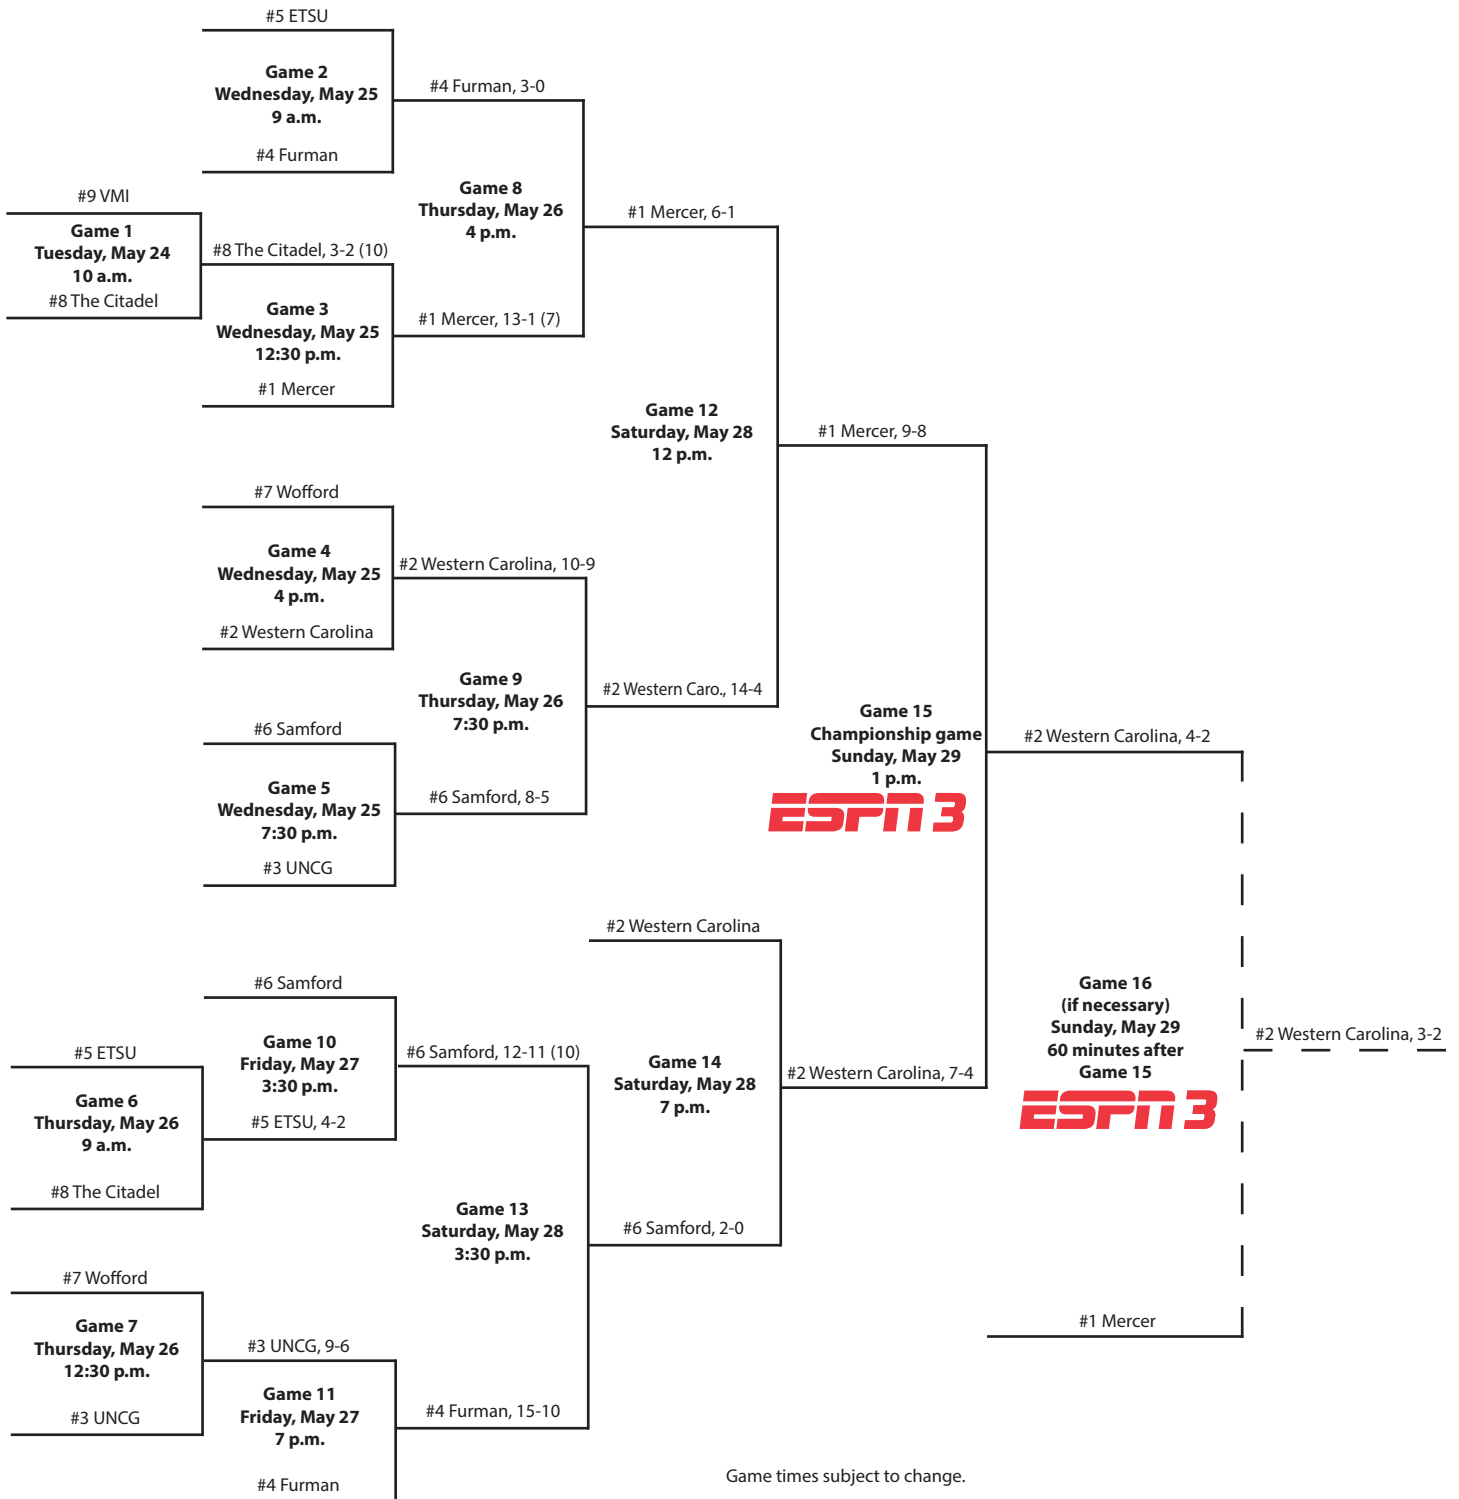 #5 ETSU
Game 2
Wednesday, May 25
9 a.m.
#4 Furman
#4 Furman, 3-0
#9 VMI
Game 1
Tuesday, May 24
10 a.m.
#8 The Citadel
#8 The Citadel, 3-2 (10)
Game 3
Wednesday, May 25
12:30 p.m.
#1 Mercer
#1 Mercer, 13-1 (7)
Game 8
Thursday, May 26
4 p.m.
#1 Mercer, 6-1
Game 12
Saturday, May 28
12 p.m.
#1 Mercer, 9-8
#7 Wofford
Game 4
Wednesday, May 25
4 p.m.
#2 Western Carolina
#2 Western Carolina, 10-9
Game 9
Thursday, May 26
7:30 p.m.
#2 Western Caro., 14-4
#6 Samford
Game 5
Wednesday, May 25
7:30 p.m.
#3 UNCG
#6 Samford, 8-5
Game 15
Championship game
Sunday, May 29
1 p.m.
ESPN 3
#2 Western Carolina, 4-2
#2 Western Carolina
#6 Samford
Game 10
Friday, May 27
3:30 p.m.
#5 ETSU, 4-2
#6 Samford, 12-11 (10)
#5 ETSU
Game 6
Thursday, May 26
9 a.m.
#8 The Citadel
Game 14
Saturday, May 28
7 p.m.
#2 Western Carolina, 7-4
Game 16
(if necessary)
Sunday, May 29
60 minutes after
Game 15
ESPN 3
#2 Western Carolina, 3-2
Game 13
Saturday, May 28
3:30 p.m.
#6 Samford, 2-0
#7 Wofford
Game 7
Thursday, May 26
12:30 p.m.
#3 UNCG
#3 UNCG, 9-6
Game 11
Friday, May 27
7 p.m.
#4 Furman
#4 Furman, 15-10
#1 Mercer
Game times subject to change.